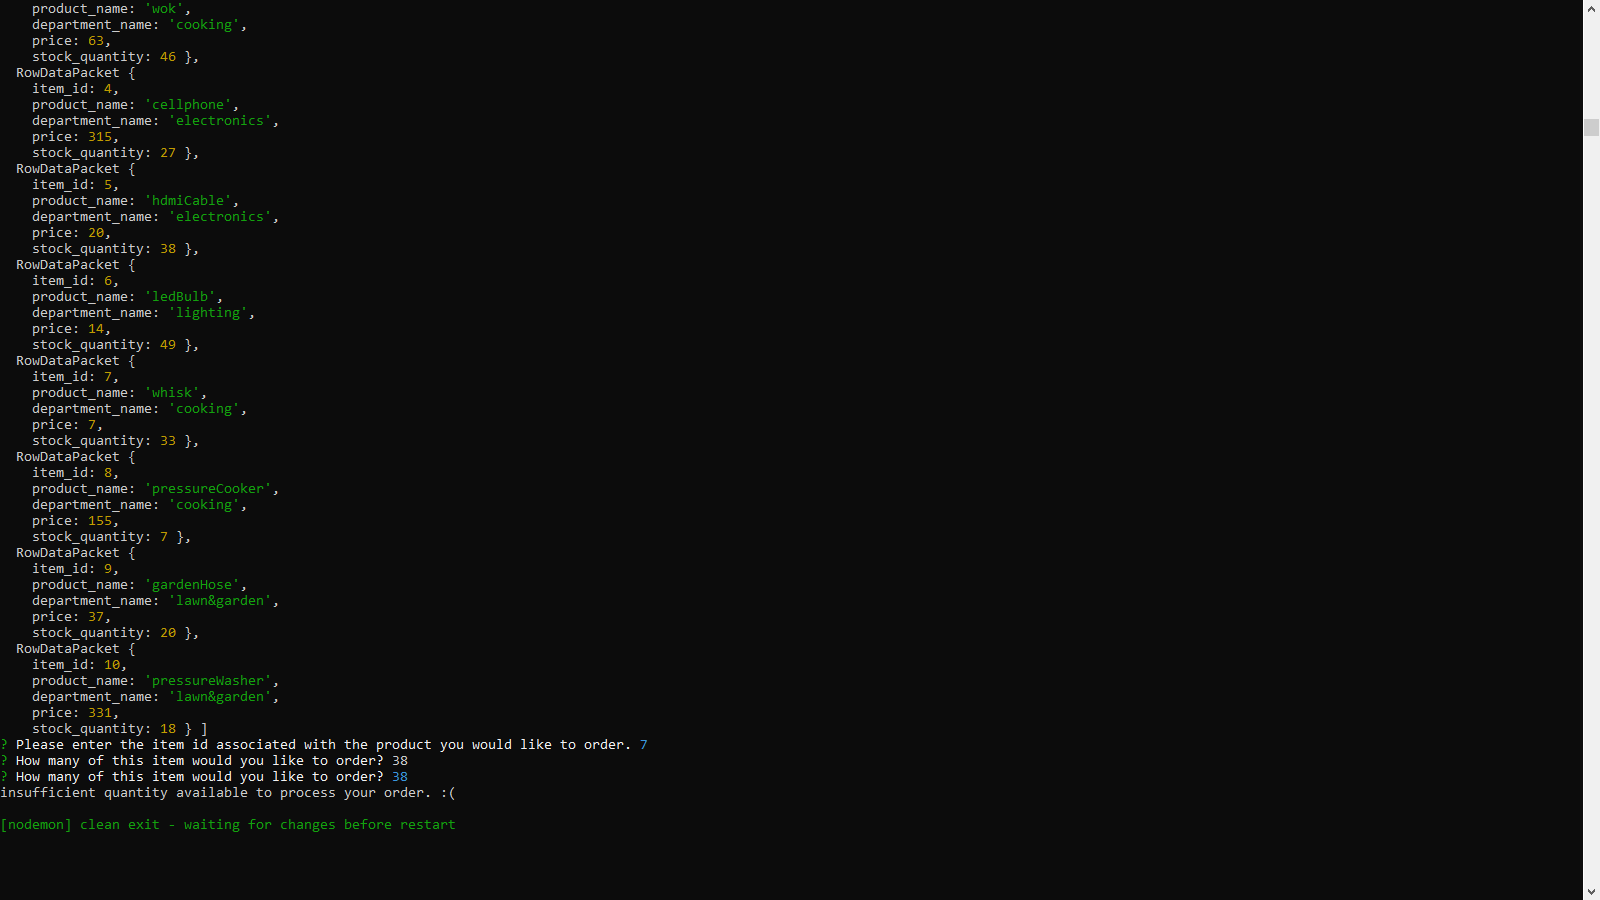 product_name: 'wok',
department_name: 'cooking',
price: 63,
stock_quantity: 46 },
RowDataPacket {
item_id: 4,
product_name: 'cellphone',
department_name: 'electronics',
price: 315,
stock_quantity: 27 },
RowDataPacket {
item_id: 5,
product_name: 'hdmiCable',
department_name: 'electronics',
price: 20,
stock_quantity: 38 },
RowDataPacket {
item_id: 6,
product_name: 'ledBulb',
department_name: 'lighting',
price: 14,
stock_quantity: 49 },
RowDataPacket {
item_id: 7,
product_name: 'whisk',
department_name: 'cooking',
price: 7,
stock_quantity: 33 },
RowDataPacket {
item_id: 8,
product_name: 'pressureCooker',
department_name: 'cooking',
price: 155,
stock_quantity: 7 },
RowDataPacket {
item_id: 9,
product_name: 'gardenHose',
department_name: 'lawn&garden',
price: 37,
stock_quantity: 20 },
RowDataPacket {
item_id: 10,
product_name: 'pressureWasher',
department_name: 'lawn&garden',
price: 331,
stock_quantity: 18 } ]
? Please enter the item id associated with the product you would like to order. 7
? How many of this item would you like to order? 38
? How many of this item would you like to order? 38
insufficient quantity available to process your order. :(
[nodemon] clean exit - waiting for changes before restart